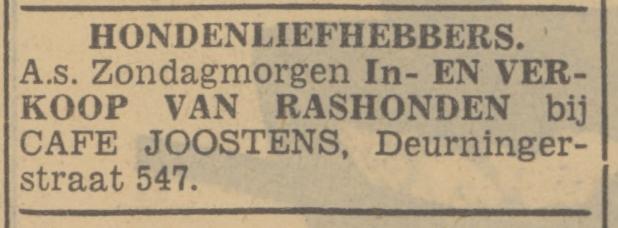 HONDENLIEFHEBBERS.
A.s. Zondagmorgen In- EN VER-
KOOP VAN RASHONDEN bij
CAFE JOOSTENS, Deurninger-
straat 547.